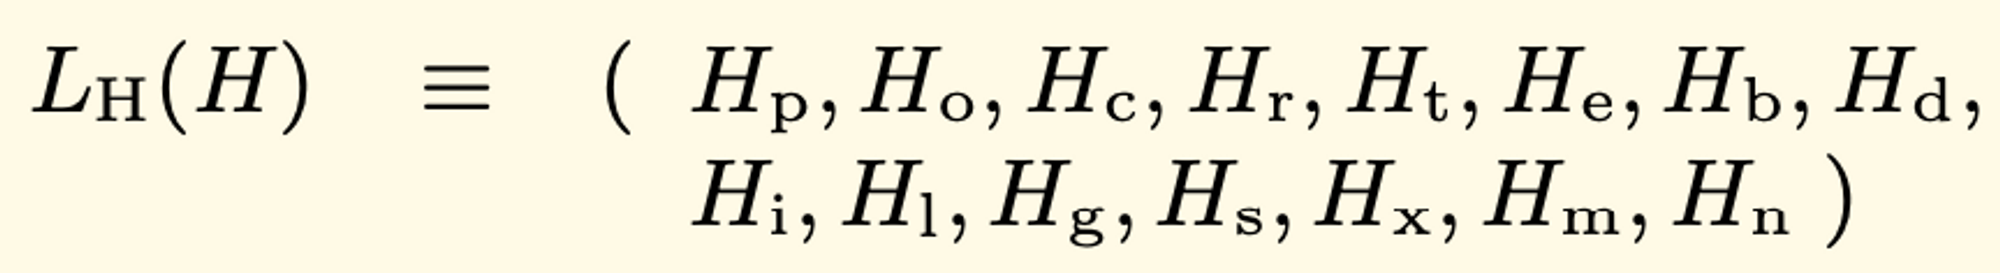 L_H(H) ≡ ( H_p, H_o, H_c, H_r, H_t, H_e, H_b, H_d,
H_i, H_l, H_g, H_s, H_x, H_m, H_n )